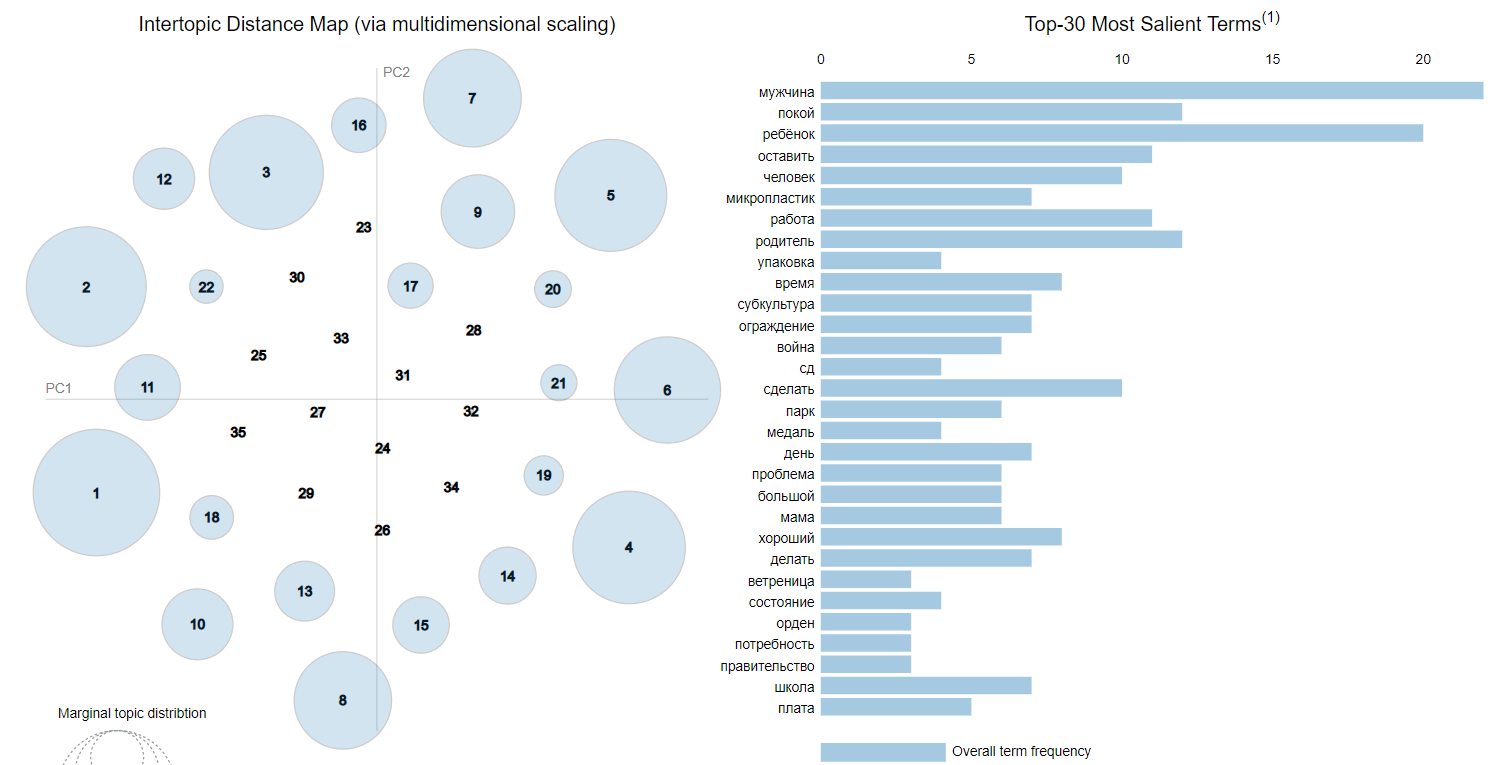 Intertopic Distance Map (via multidimensional scaling)
PC2
7
16
3
12
5
9
23
30
2
22
17
20
28
33
25
31
PC1
11
21
6
27
32
35
24
1
29
34
19
18
26
4
14
13
10
15
8
Marginal topic distribtion
Top-30 Most Salient Terms(1)
0 5 10 15 20
мужчина
покой
ребёнок
оставить
человек
микропластик
работа
родитель
упаковка
время
субкультура
ограждение
война
сд
сделать
парк
медаль
день
проблема
большой
мама
хороший
делать
ветреница
состояние
орден
потребность
правительство
школа
плата
Overall term frequency